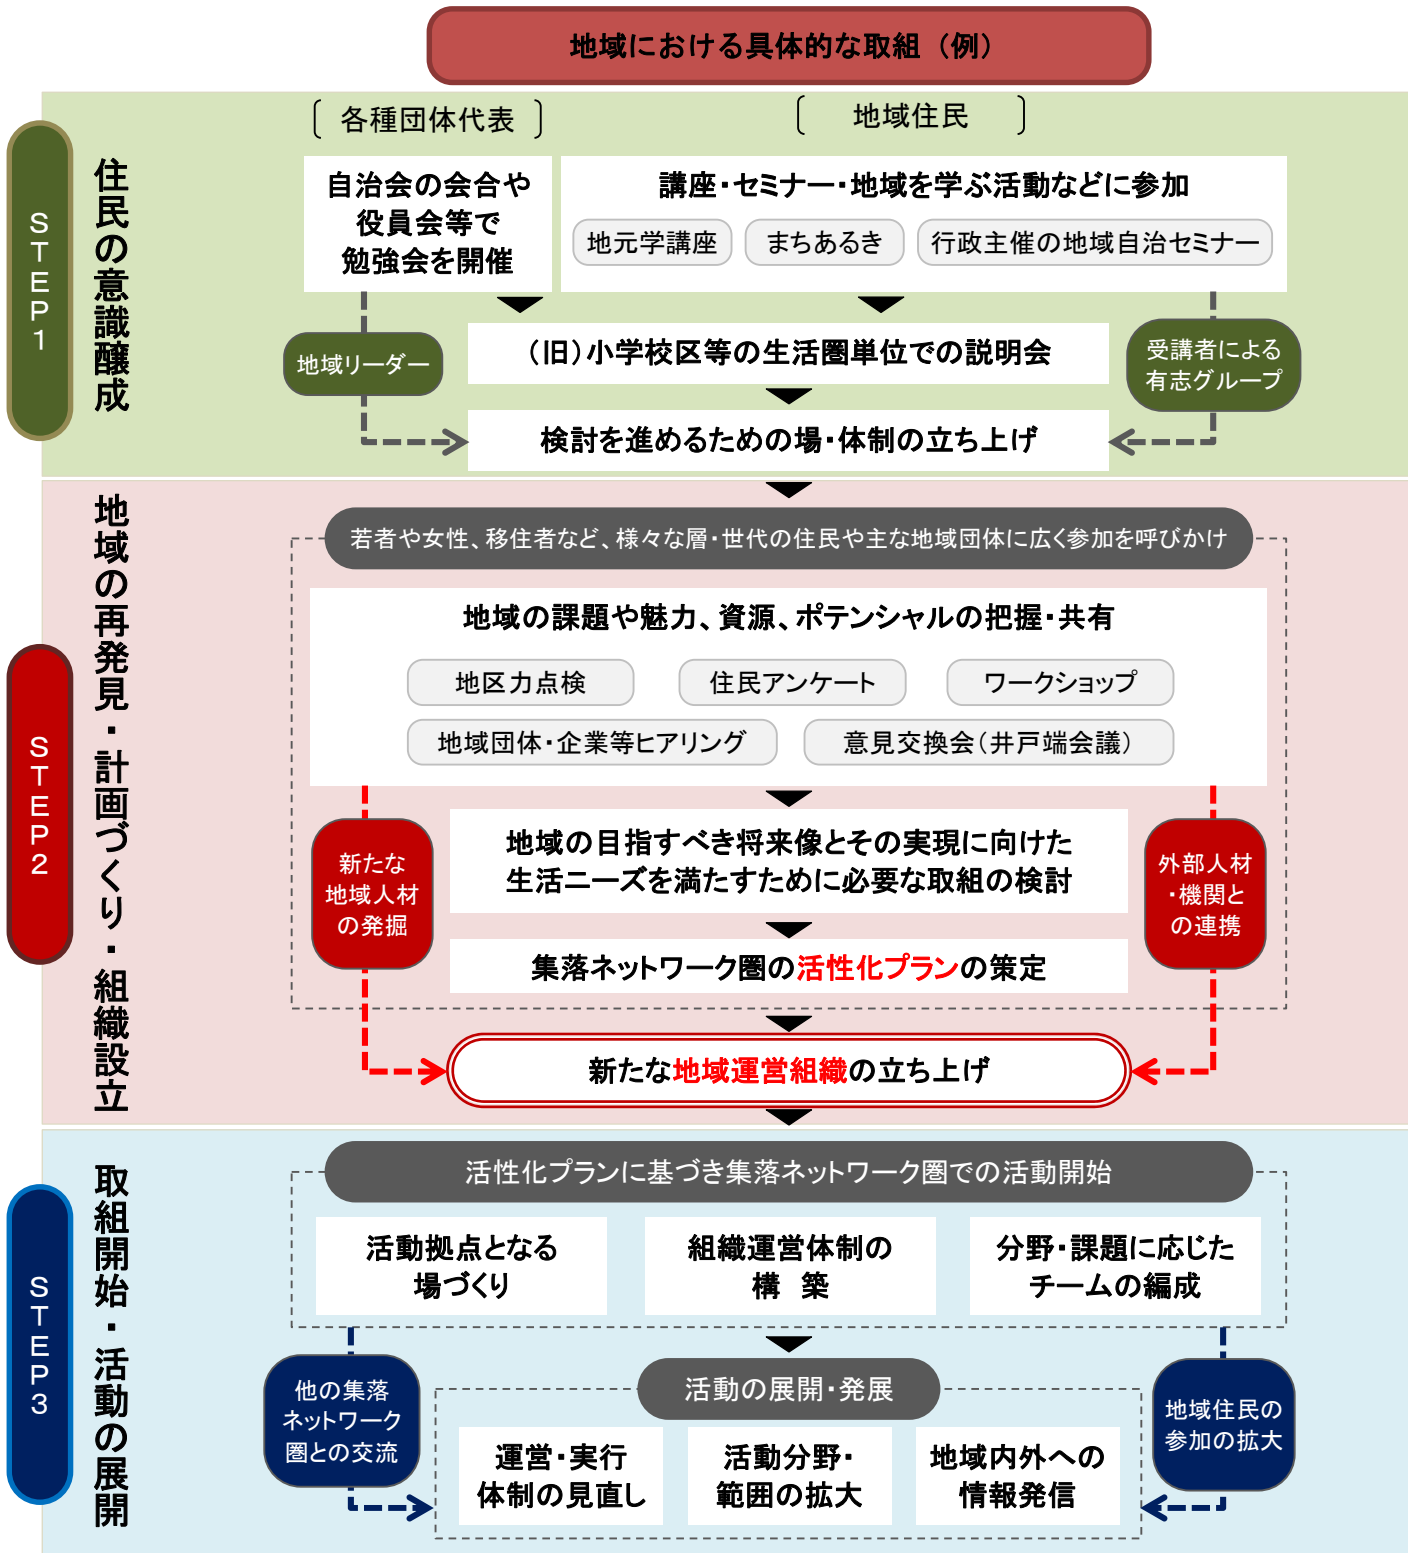 地域における具体的な取組（例）
各種団体代表
地域住民
STEP1
住民の意識醸成
自治会の会合や
役員会等で
勉強会を開催
講座・セミナー・地域を学ぶ活動などに参加
地元学講座
まちあるき
行政主催の地域自治セミナー
地域リーダー
（旧）小学校区等の生活圏単位での説明会
受講者による
有志グループ
検討を進めるための場・体制の立ち上げ
STEP2
地域の再発見・計画づくり・組織設立
若者や女性、移住者など、様々な層・世代の住民や主な地域団体に広く参加を呼びかけ
地域の課題や魅力、資源、ポテンシャルの把握・共有
地区力点検
住民アンケート
ワークショップ
地域団体・企業等ヒアリング
意見交換会（井戸端会議）
新たな
地域人材
の発掘
地域の目指すべき将来像とその実現に向けた
生活ニーズを満たすために必要な取組の検討
外部人材
・機関と
の連携
集落ネットワーク圏の活性化プランの策定
新たな地域運営組織の立ち上げ
STEP3
取組開始・活動の展開
活性化プランに基づき集落ネットワーク圏での活動開始
活動拠点となる
場づくり
組織運営体制の
構　築
分野・課題に応じた
チームの編成
他の集落
ネットワーク
圏との交流
活動の展開・発展
運営・実行
体制の見直し
活動分野・
範囲の拡大
地域内外への
情報発信
地域住民の
参加の拡大